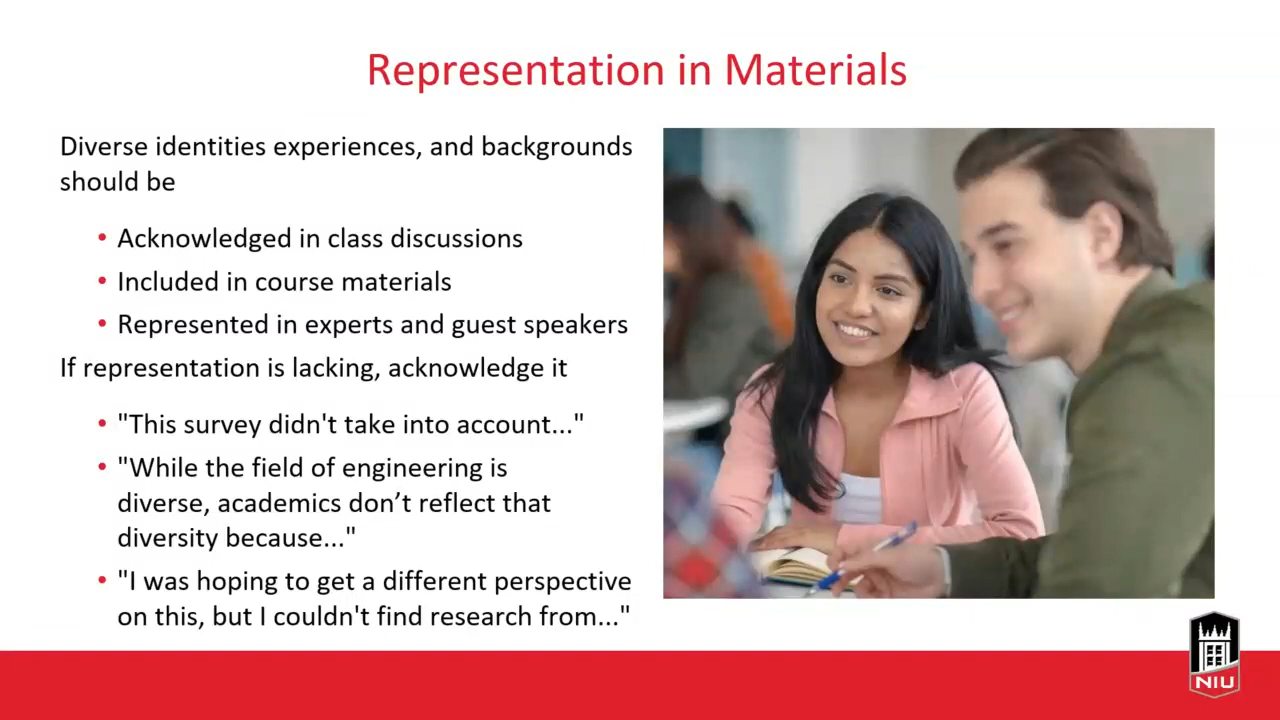 Representation in Materials
Diverse identities experiences, and backgrounds
should be
• Acknowledged in class discussions
• Included in course materials
• Represented in experts and guest speakers
If representation is lacking, acknowledge it
• "This survey didn't take into account..."
• "While the field of engineering is
diverse, academics don’t reflect that
diversity because..."
• "I was hoping to get a different perspective
on this, but I couldn't find research from..."
NIU